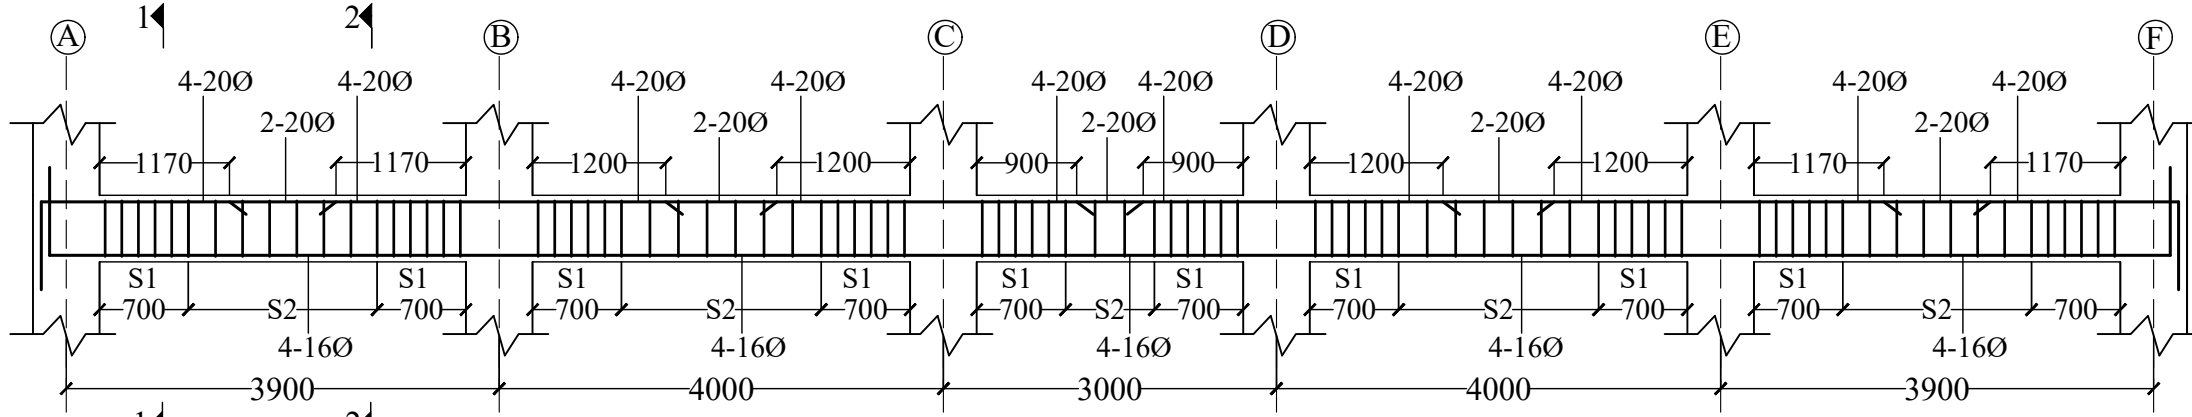 1 2
A B C D E F
4-20Ø 4-20Ø 4-20Ø 4-20Ø 4-20Ø 4-20Ø 4-20Ø 4-20Ø 4-20Ø 4-20Ø
2-20Ø 2-20Ø 2-20Ø 2-20Ø 2-20Ø
1170 1170 1200 1200 900 900 1200 1200 1170 1170
S1 S1 S1 S1 S1 S1 S1 S1 S1
700 S2 700 700 S2 700 700 S2 700 700 S2 700 700 S2 700
4-16Ø 4-16Ø 4-16Ø 4-16Ø 4-16Ø
3900 4000 3000 4000 3900
1 2